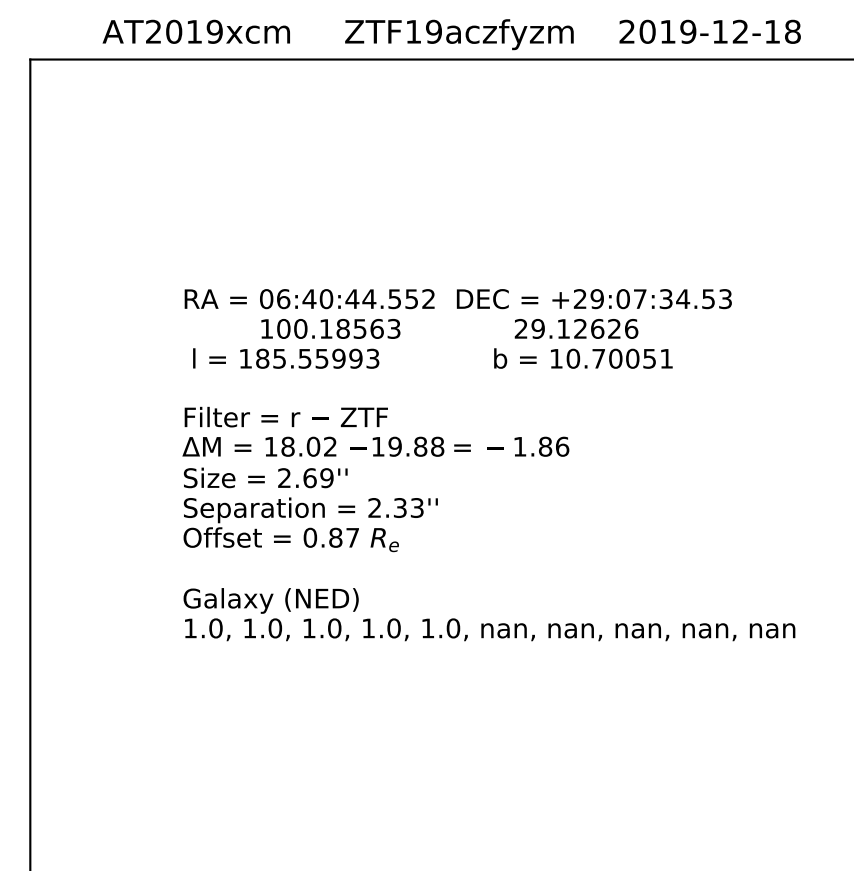 AT2019xcm ZTF19aczfyzm 2019-12-18
RA = 06:40:44.552 DEC = +29:07:34.53
100.18563 29.12626
l = 185.55993 b = 10.70051
Filter = r − ZTF
ΔM = 18.02 −19.88 = − 1.86
Size = 2.69''
Separation = 2.33''
Offset = 0.87 Rₑ
Galaxy (NED)
1.0, 1.0, 1.0, 1.0, 1.0, nan, nan, nan, nan, nan